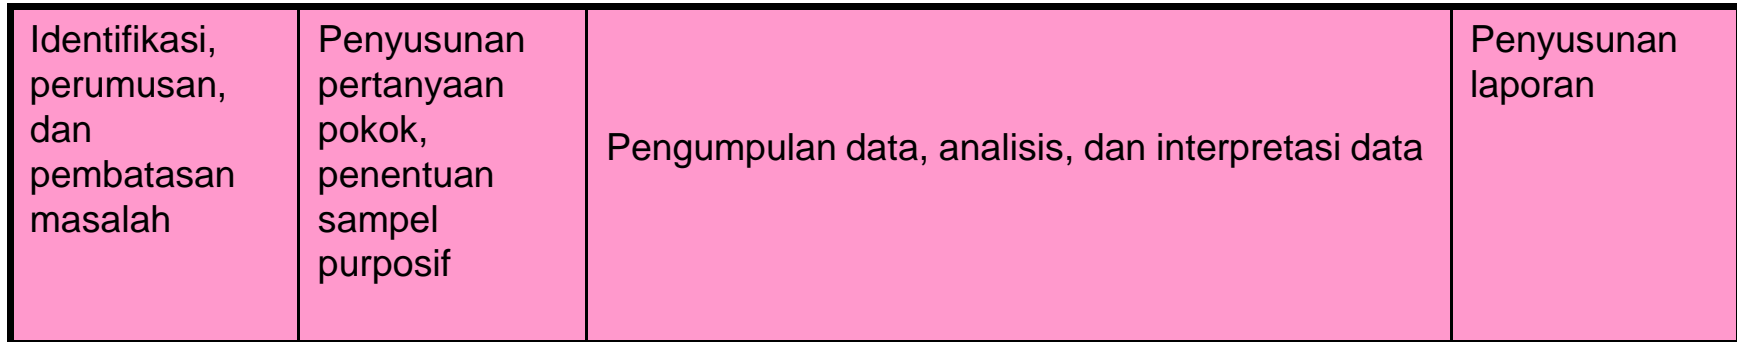 Identifikasi,
perumusan,
dan
pembatasan
masalah
Penyusunan
pertanyaan
pokok,
penentuan
sampel
purposif
Pengumpulan data, analisis, dan interpretasi data
Penyusunan
laporan